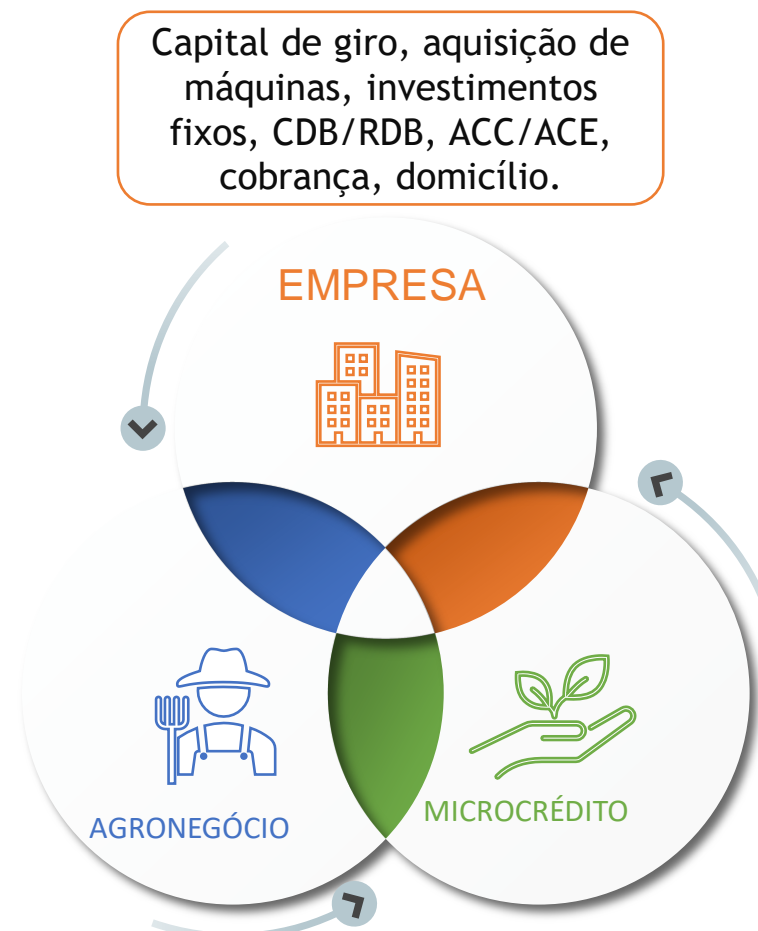 Capital de giro, aquisição de
máquinas, investimentos
fixos, CDB/RDB, ACC/ACE,
cobrança, domicílio.
EMPRESA
AGRONEGÓCIO
MICROCRÉDITO